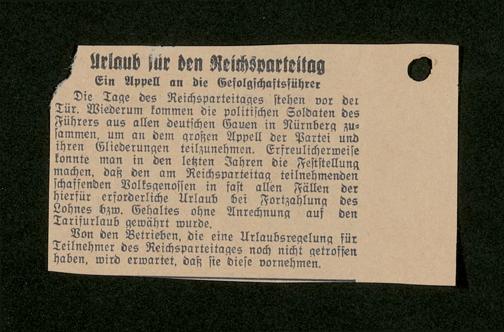 Urlaub für den Reichsparteitag
Ein Appell an die Gefolgschaftsführer
Die Tage des Reichsparteitages stehen vor der
Tür. Wiederum kommen die politischen Soldaten des
Führers aus allen deutschen Gauen in Nürnberg zu-
sammen, um an dem großen Appell der Partei und
ihren Gliederungen teilzunehmen. Erfreulicherweise
konnte man in den letzten Jahren die Feststellung
machen, daß den am Reichsparteitag teilnehmenden
schaffenden Volksgenossen in fast allen Fällen der
hierfür erforderliche Urlaub bei Fortzahlung des
Lohnes bzw. Gehaltes ohne Anrechnung auf den
Tarifurlaub gewährt wurde.
Von den Betrieben, die eine Urlaubsregelung für
Teilnehmer des Reichsparteitages noch nicht getroffen
haben, wird erwartet, daß sie diese vornehmen.